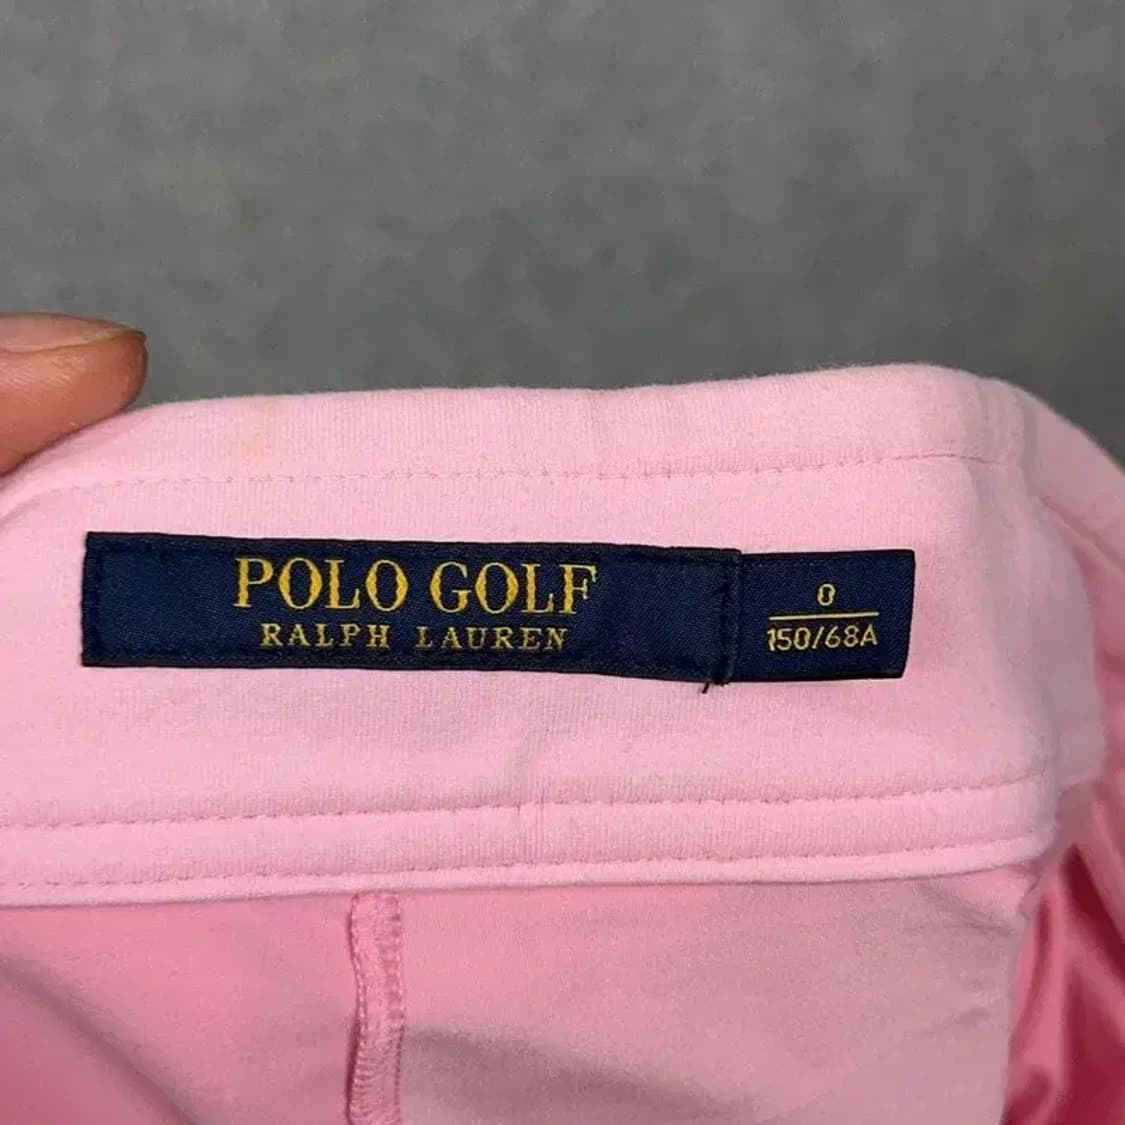 POLO GOLF
RALPH LAUREN
0
150/68A